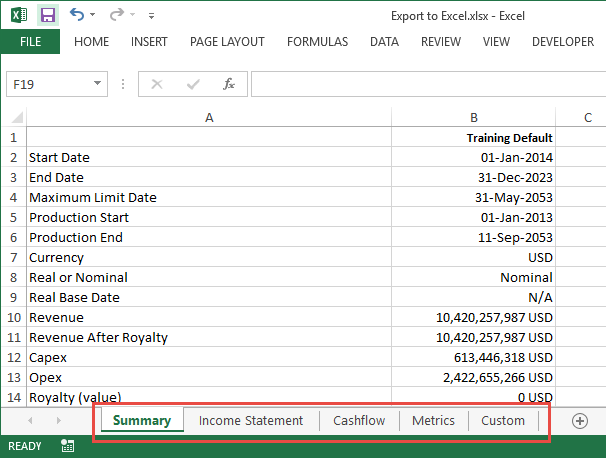 Export to Excel.xlsx - Excel
FILE HOME INSERT PAGE LAYOUT FORMULAS DATA REVIEW VIEW DEVELOPER
F19 fx
A B C
1 Training Default
2 Start Date 01-Jan-2014
3 End Date 31-Dec-2023
4 Maximum Limit Date 31-May-2053
5 Production Start 01-Jan-2013
6 Production End 11-Sep-2053
7 Currency USD
8 Real or Nominal Nominal
9 Real Base Date N/A
10 Revenue 10,420,257,987 USD
11 Revenue After Royalty 10,420,257,987 USD
12 Capex 613,446,318 USD
13 Opex 2,422,655,266 USD
14 Royalty (value) 0 USD
Summary Income Statement Cashflow Metrics Custom
READY